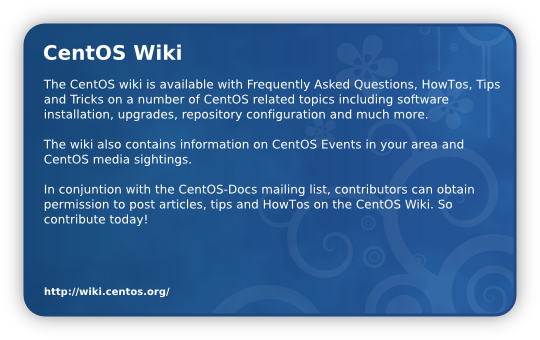 CentOS Wiki
The CentOS wiki is available with Frequently Asked Questions, HowTos, Tips
and Tricks on a number of CentOS related topics including software
installation, upgrades, repository configuration and much more.
The wiki also contains information on CentOS Events in your area and
CentOS media sightings.
In conjuntion with the CentOS-Docs mailing list, contributors can obtain
permission to post articles, tips and HowTos on the CentOS Wiki. So
contribute today!
http://wiki.centos.org/